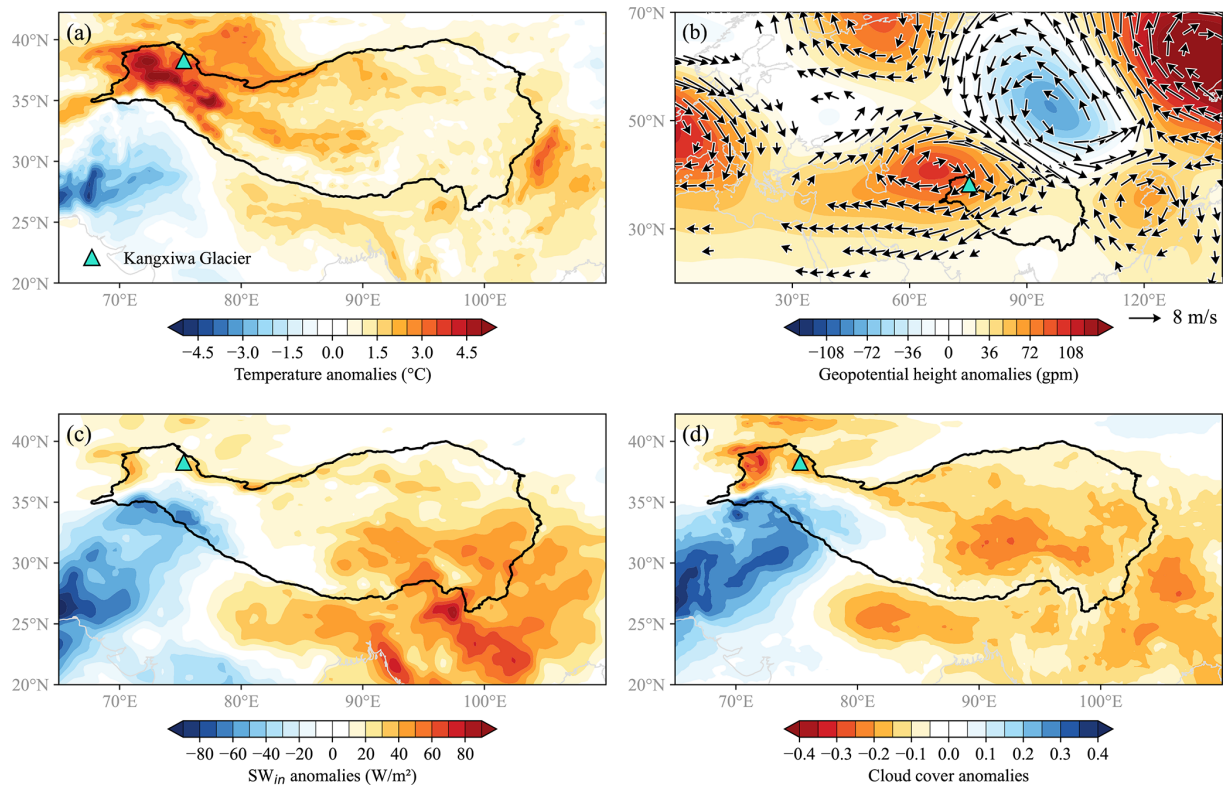 (a)
40°N
35°N
30°N
25°N
20°N
Kangxiwa Glacier
70°E 80°E 90°E 100°E
−4.5 −3.0 −1.5 0.0 1.5 3.0 4.5
Temperature anomalies (°C)
(b)
70°N
50°N
30°N
30°E 60°E 90°E 120°E
8 m/s
−108 −72 −36 0 36 72 108
Geopotential height anomalies (gpm)
(c)
40°N
35°N
30°N
25°N
20°N
70°E 80°E 90°E 100°E
−80 −60 −40 −20 0 20 40 60 80
SWin anomalies (W/m²)
(d)
40°N
35°N
30°N
25°N
20°N
70°E 80°E 90°E 100°E
−0.4 −0.3 −0.2 −0.1 0.0 0.1 0.2 0.3 0.4
Cloud cover anomalies